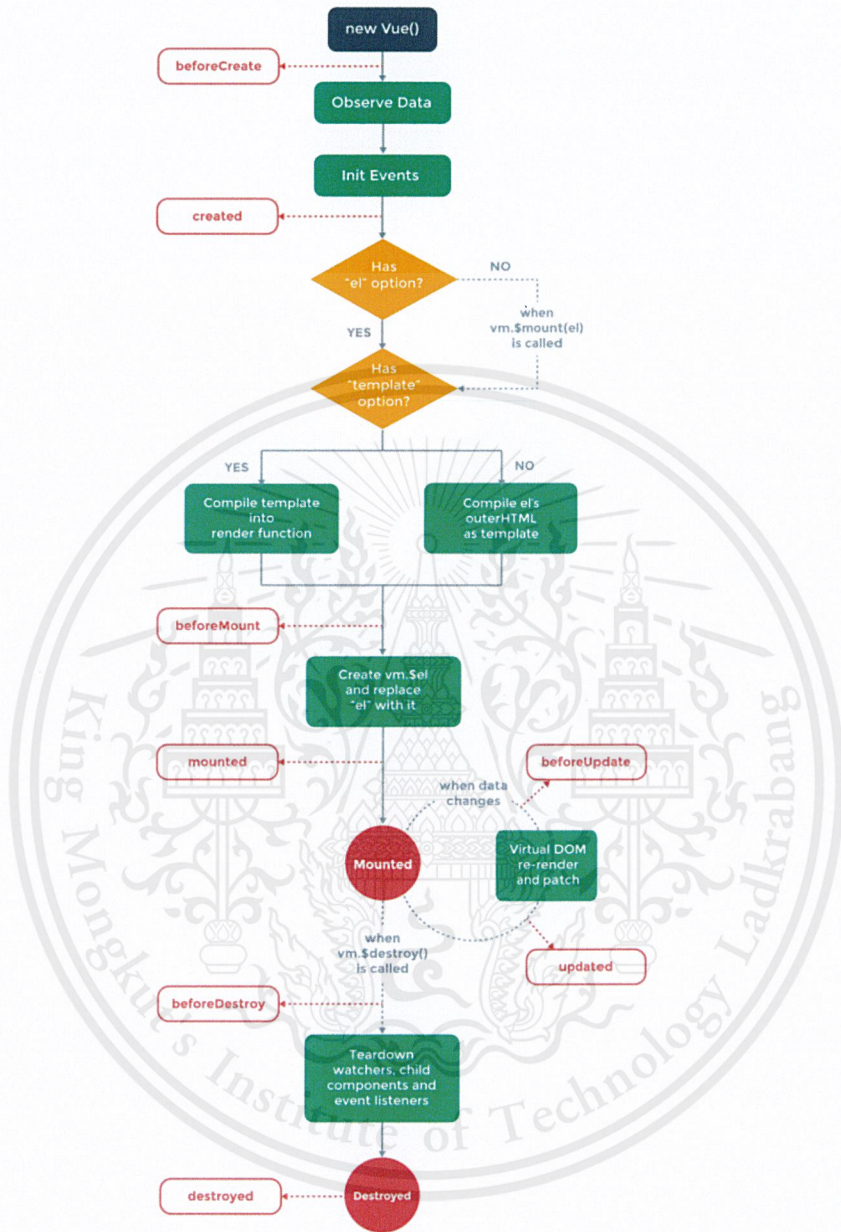 new Vue()
beforeCreate
Observe Data
Init Events
created
Has
"el" option?
NO
YES
when
vm.$mount(el)
is called
Has
"template"
option?
YES
NO
Compile template
into
render function
Compile el's
outerHTML
as template
beforeMount
Create vm.$el
and replace
"el" with it
mounted
when data
changes
beforeUpdate
Mounted
Virtual DOM
re-render
and patch
when
vm.$destroy()
is called
updated
beforeDestroy
Teardown
watchers, child
components and
event listeners
destroyed
Destroyed
King Mongkut's Institute of Technology Ladkrabang